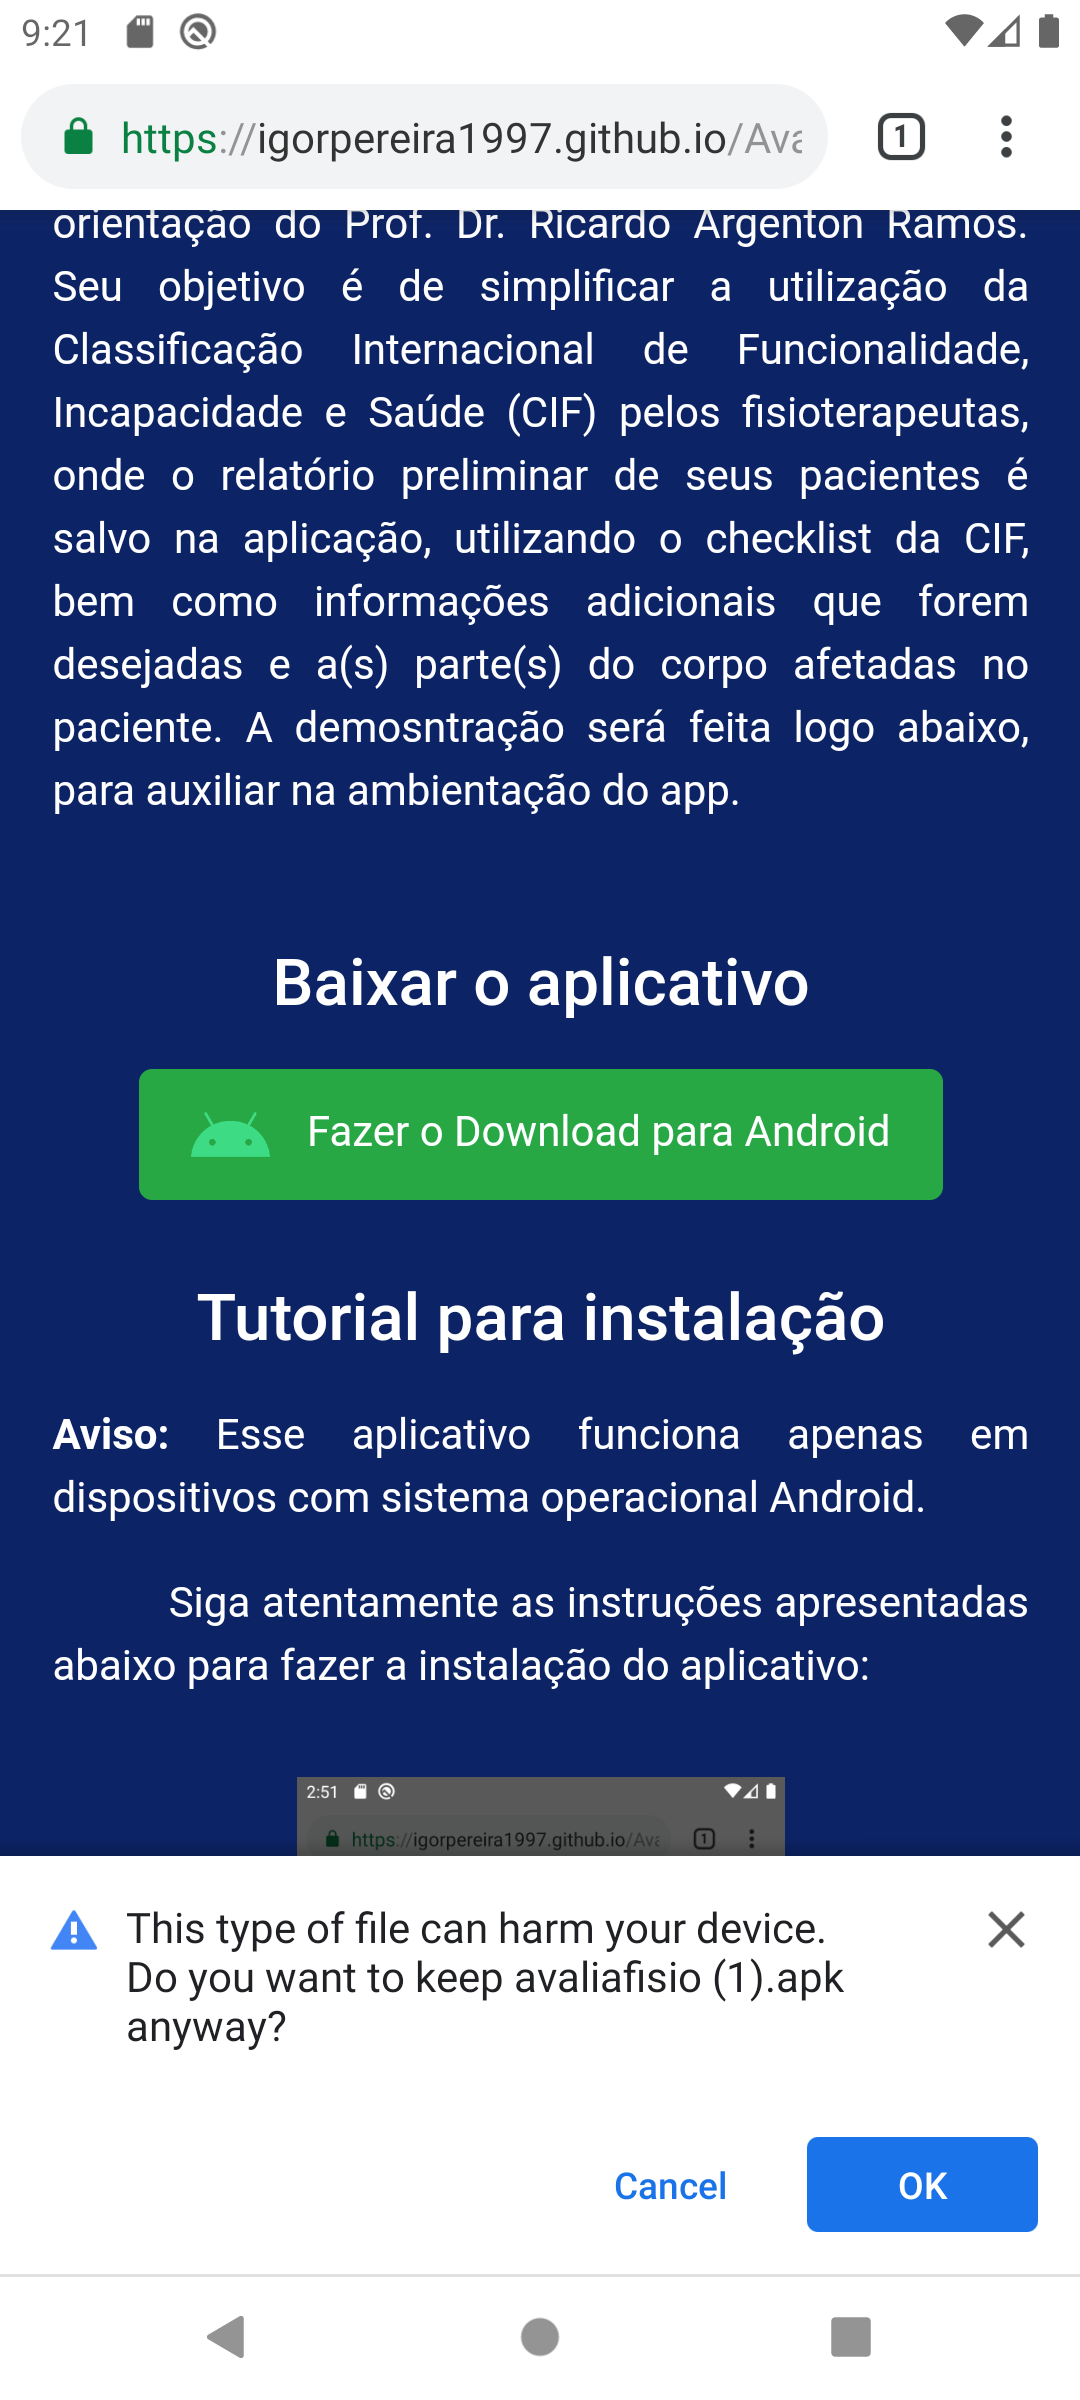 9:21
https://igorpereira1997.github.io/Ava
1
orientação do Prof. Dr. Ricardo Argenton Ramos.
Seu objetivo é de simplificar a utilização da
Classificação Internacional de Funcionalidade,
Incapacidade e Saúde (CIF) pelos fisioterapeutas,
onde o relatório preliminar de seus pacientes é
salvo na aplicação, utilizando o checklist da CIF,
bem como informações adicionais que forem
desejadas e a(s) parte(s) do corpo afetadas no
paciente. A demosntração será feita logo abaixo,
para auxiliar na ambientação do app.
Baixar o aplicativo
Fazer o Download para Android
Tutorial para instalação
Aviso: Esse aplicativo funciona apenas em
dispositivos com sistema operacional Android.
Siga atentamente as instruções apresentadas
abaixo para fazer a instalação do aplicativo:
2:51
https://igorpereira1997.github.io/Ava
1
This type of file can harm your device.
Do you want to keep avaliafisio (1).apk
anyway?
Cancel
OK